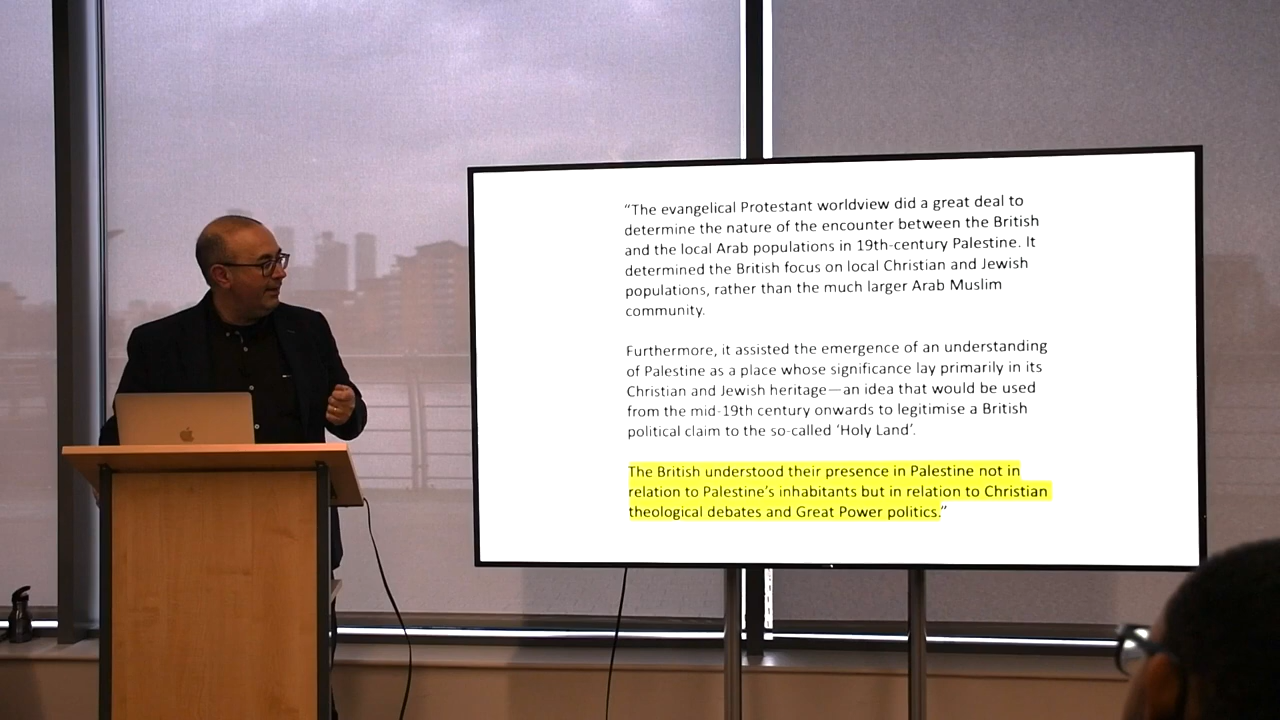 “The evangelical Protestant worldview did a great deal to
determine the nature of the encounter between the British
and the local Arab populations in 19th-century Palestine. It
determined the British focus on local Christian and Jewish
populations, rather than the much larger Arab Muslim
community.
Furthermore, it assisted the emergence of an understanding
of Palestine as a place whose significance lay primarily in its
Christian and Jewish heritage—an idea that would be used
from the mid-19th century onwards to legitimise a British
political claim to the so-called ‘Holy Land’.
The British understood their presence in Palestine not in
relation to Palestine’s inhabitants but in relation to Christian
theological debates and Great Power politics.”